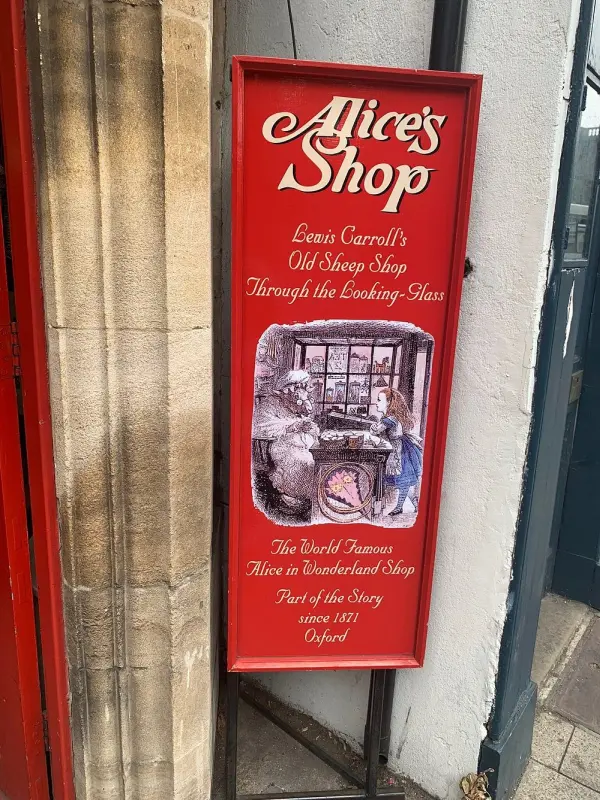 Alice's
Shop
Lewis Carroll's
Old Sheep Shop
Through the Looking-Glass
The World Famous
Alice in Wonderland Shop
Part of the Story
since 1871
Oxford